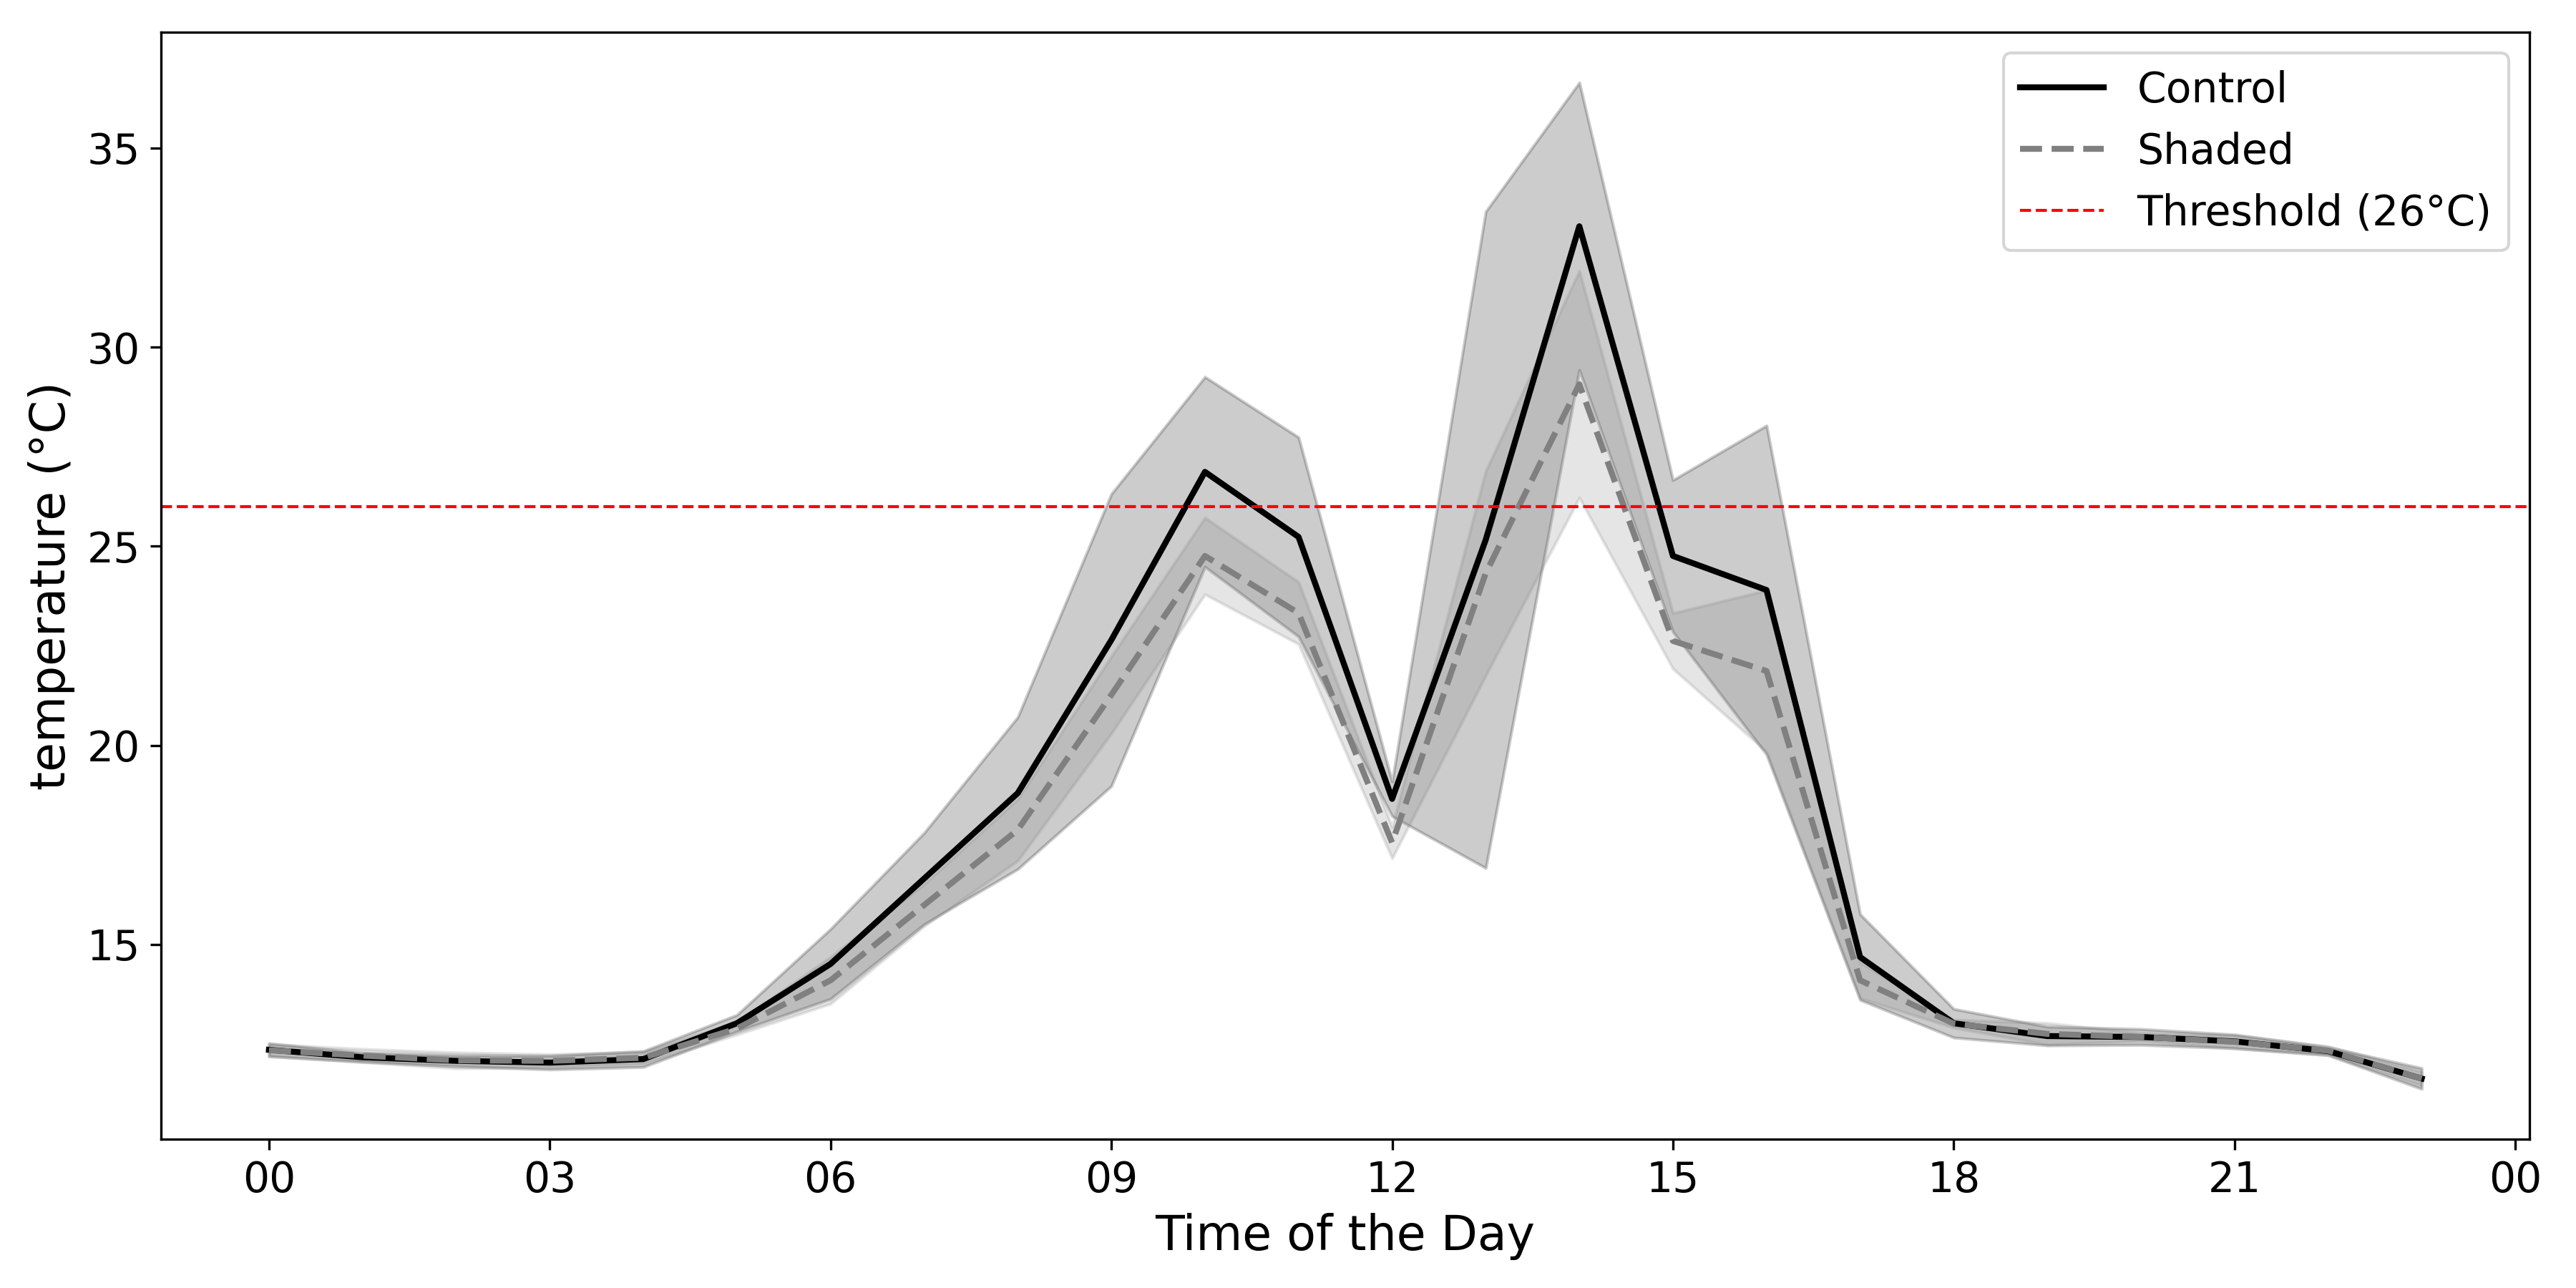 Control
Shaded
Threshold (26°C)
temperature (°C)
35
30
25
20
15
00 03 06 09 12 15 18 21 00
Time of the Day